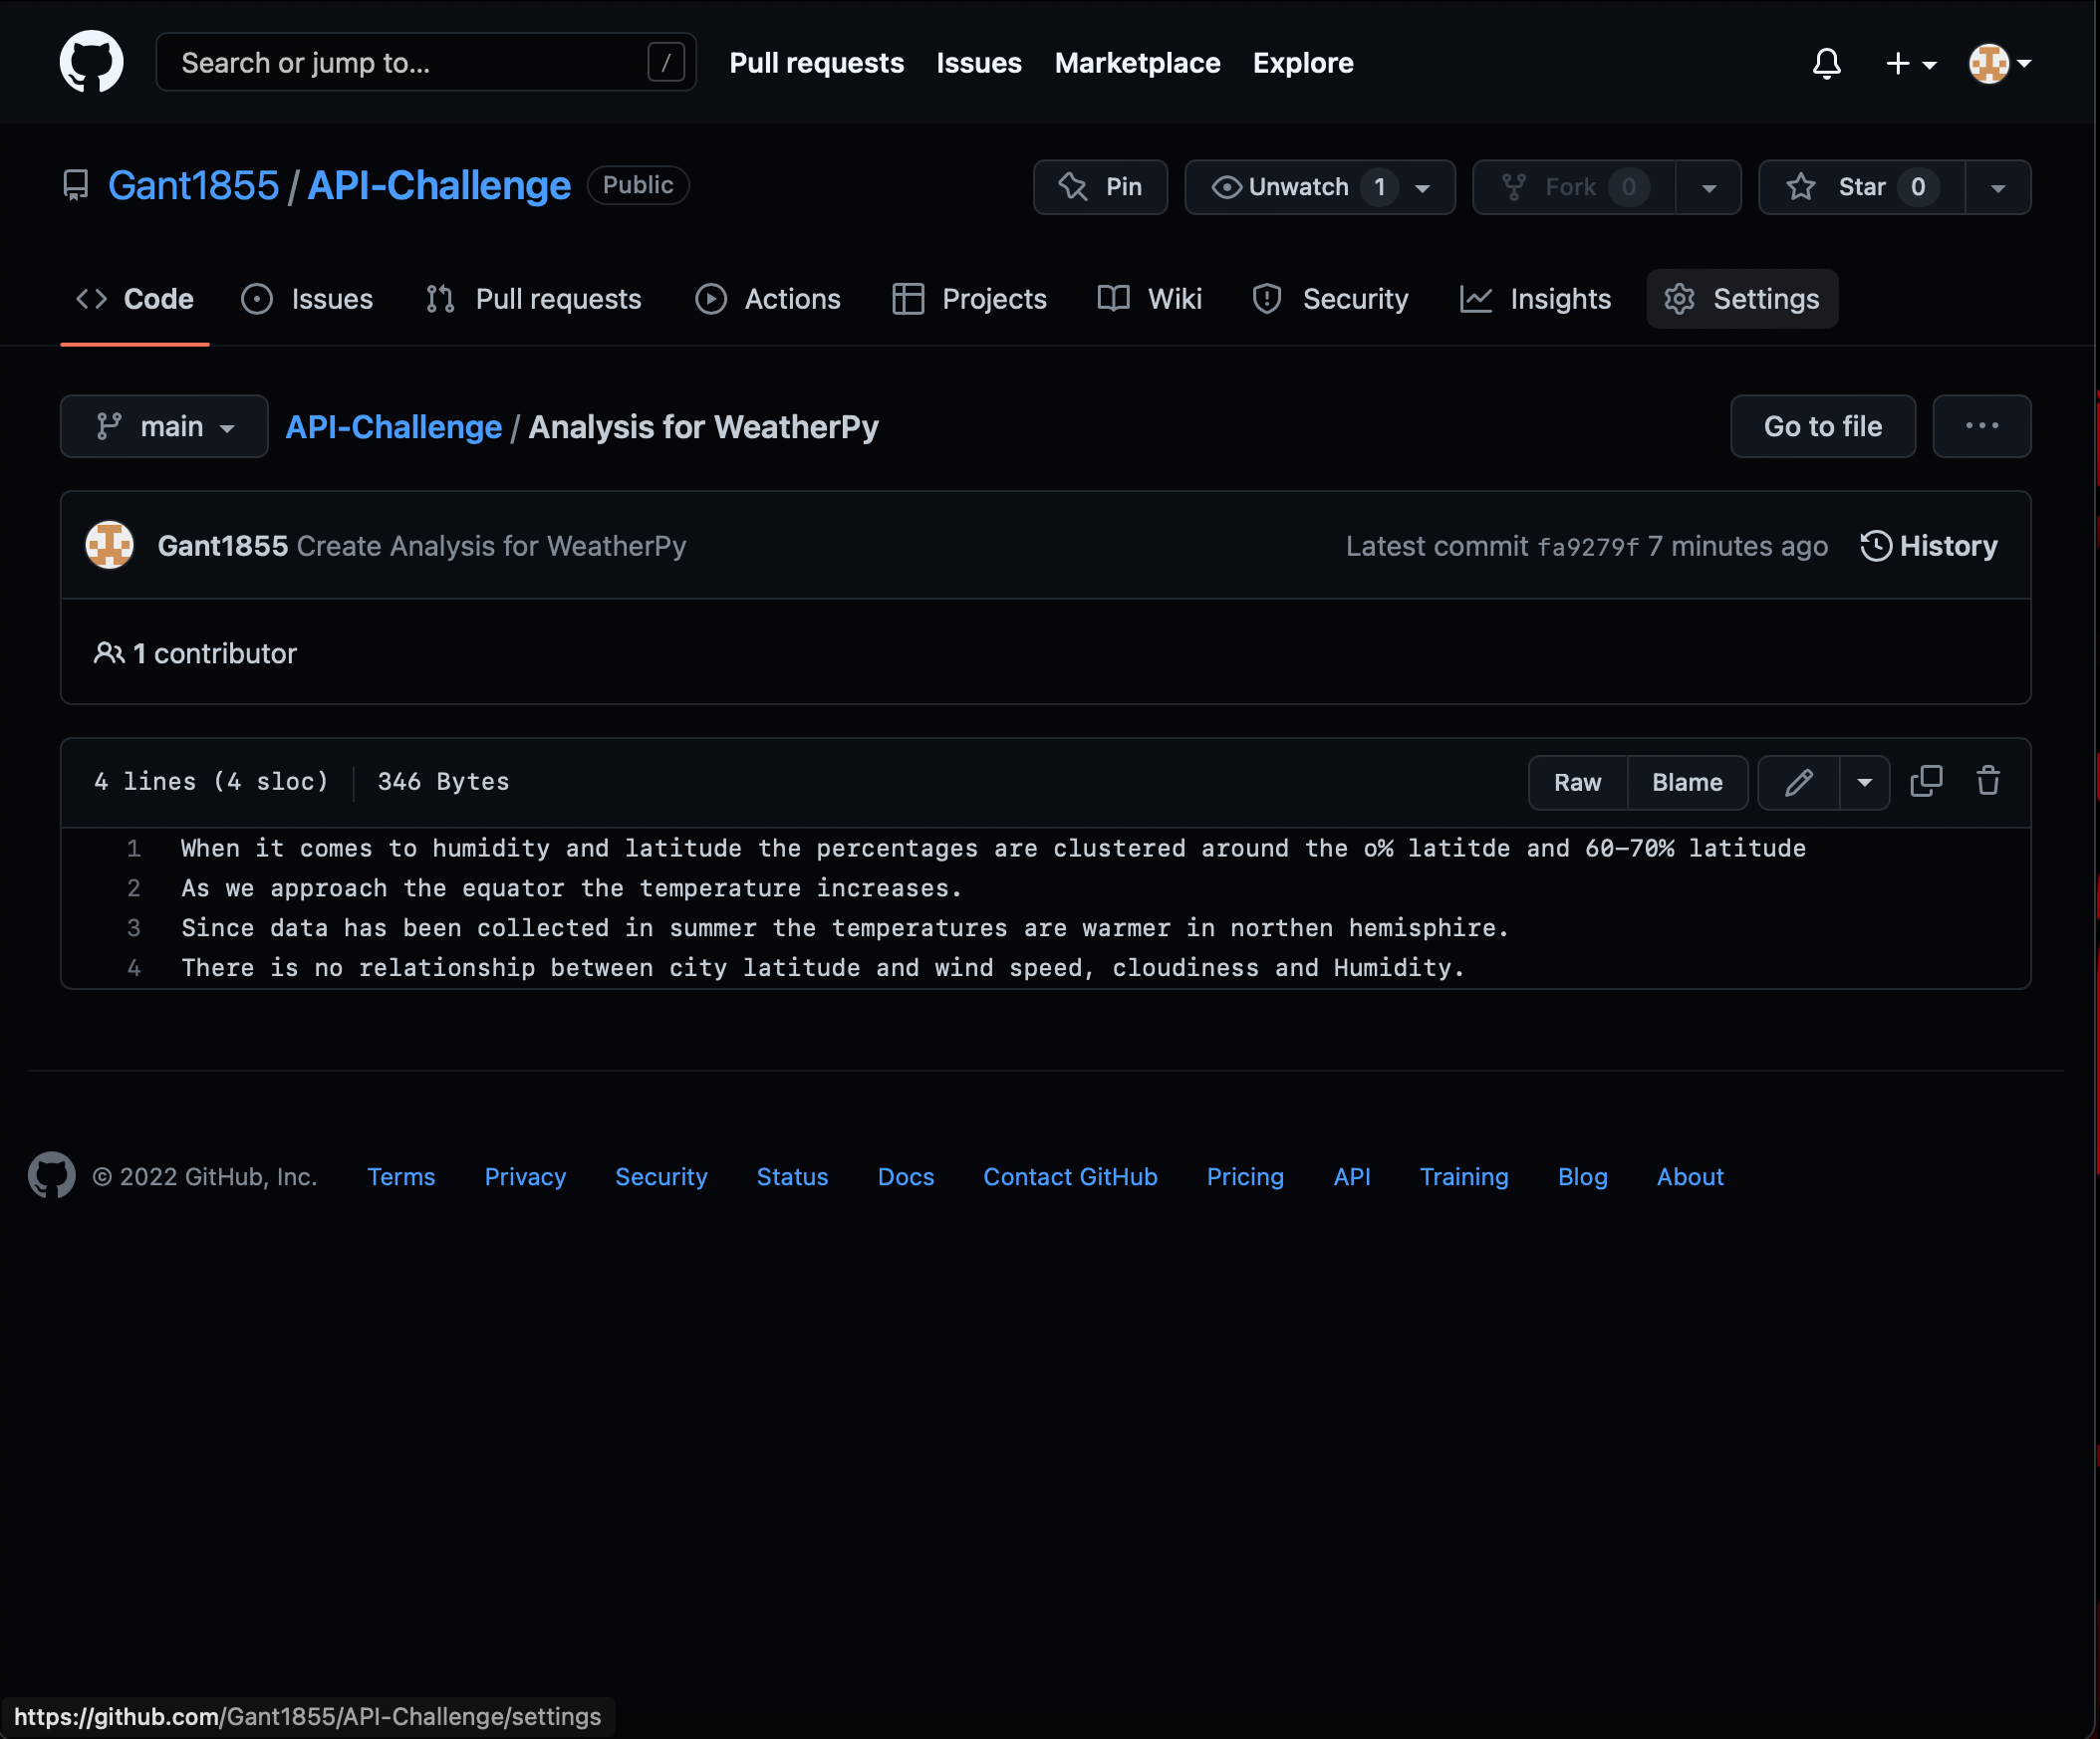 Search or jump to... /
Pull requests Issues Marketplace Explore
Gant1855 / API-Challenge Public
Pin Unwatch 1 Fork 0 Star 0
Code Issues Pull requests Actions Projects Wiki Security Insights Settings
main API-Challenge / Analysis for WeatherPy Go to file ...
Gant1855 Create Analysis for WeatherPy Latest commit fa9279f 7 minutes ago History
1 contributor
4 lines (4 sloc) 346 Bytes Raw Blame
1 When it comes to humidity and latitude the percentages are clustered around the o% latitde and 60-70% latitude
2 As we approach the equator the temperature increases.
3 Since data has been collected in summer the temperatures are warmer in northen hemisphire.
4 There is no relationship between city latitude and wind speed, cloudiness and Humidity.
© 2022 GitHub, Inc. Terms Privacy Security Status Docs Contact GitHub Pricing API Training Blog About
https://github.com/Gant1855/API-Challenge/settings